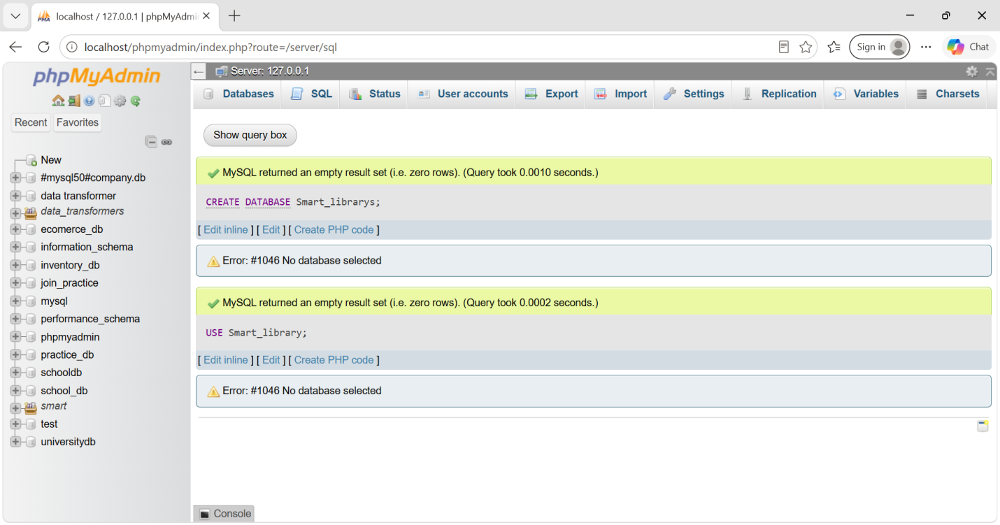 localhost / 127.0.0.1 | phpMyAdmi
localhost/phpmyadmin/index.php?route=/server/sql
Sign in
Chat
phpMyAdmin
Recent
Favorites
New
#mysql50#company.db
data transformer
data_transformers
ecomerce_db
information_schema
inventory_db
join_practice
mysql
performance_schema
phpmyadmin
practice_db
schooldb
school_db
smart
test
universitydb
Server: 127.0.0.1
Databases
SQL
Status
User accounts
Export
Import
Settings
Replication
Variables
Charsets
Show query box
MySQL returned an empty result set (i.e. zero rows). (Query took 0.0010 seconds.)
CREATE DATABASE Smart_librarys;
[ Edit inline ] [ Edit ] [ Create PHP code ]
Error: #1046 No database selected
MySQL returned an empty result set (i.e. zero rows). (Query took 0.0002 seconds.)
USE Smart_library;
[ Edit inline ] [ Edit ] [ Create PHP code ]
Error: #1046 No database selected
Console